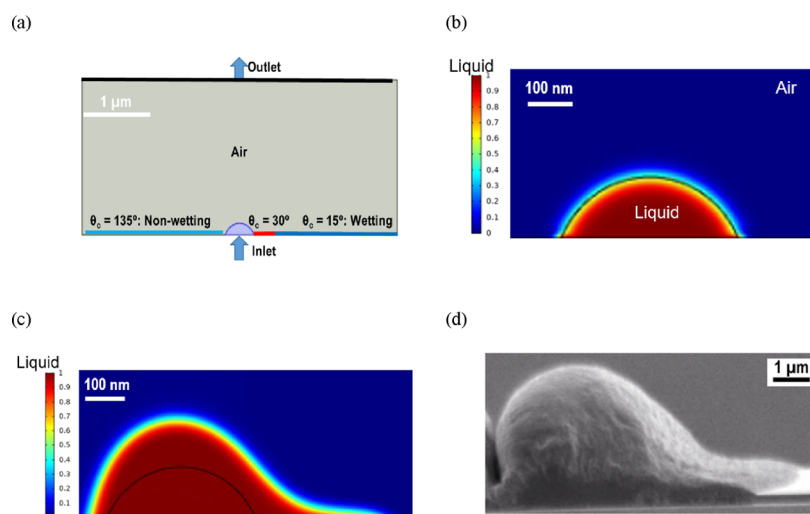 (a)
Outlet
1 µm
Air
θc = 135º: Non-wetting
θc = 30º
θc = 15º: Wetting
Inlet
(b)
Liquid
1
0.9
0.8
0.7
0.6
0.5
0.4
0.3
0.2
0.1
0
100 nm
Air
Liquid
(c)
Liquid
1
0.9
0.8
0.7
0.6
0.5
0.4
0.3
0.2
0.1
100 nm
(d)
1 µm